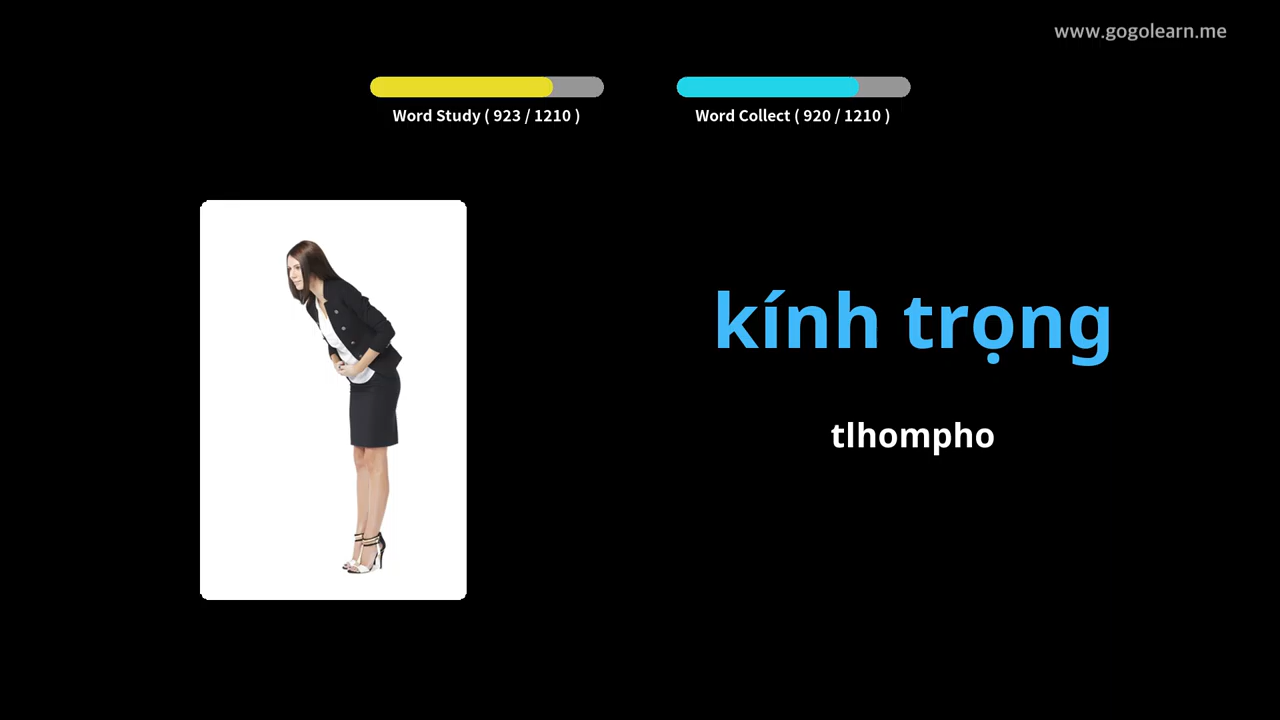 www.gogolearn.me
Word Study ( 923 / 1210 )
Word Collect ( 920 / 1210 )
kính trọng
tlhompho